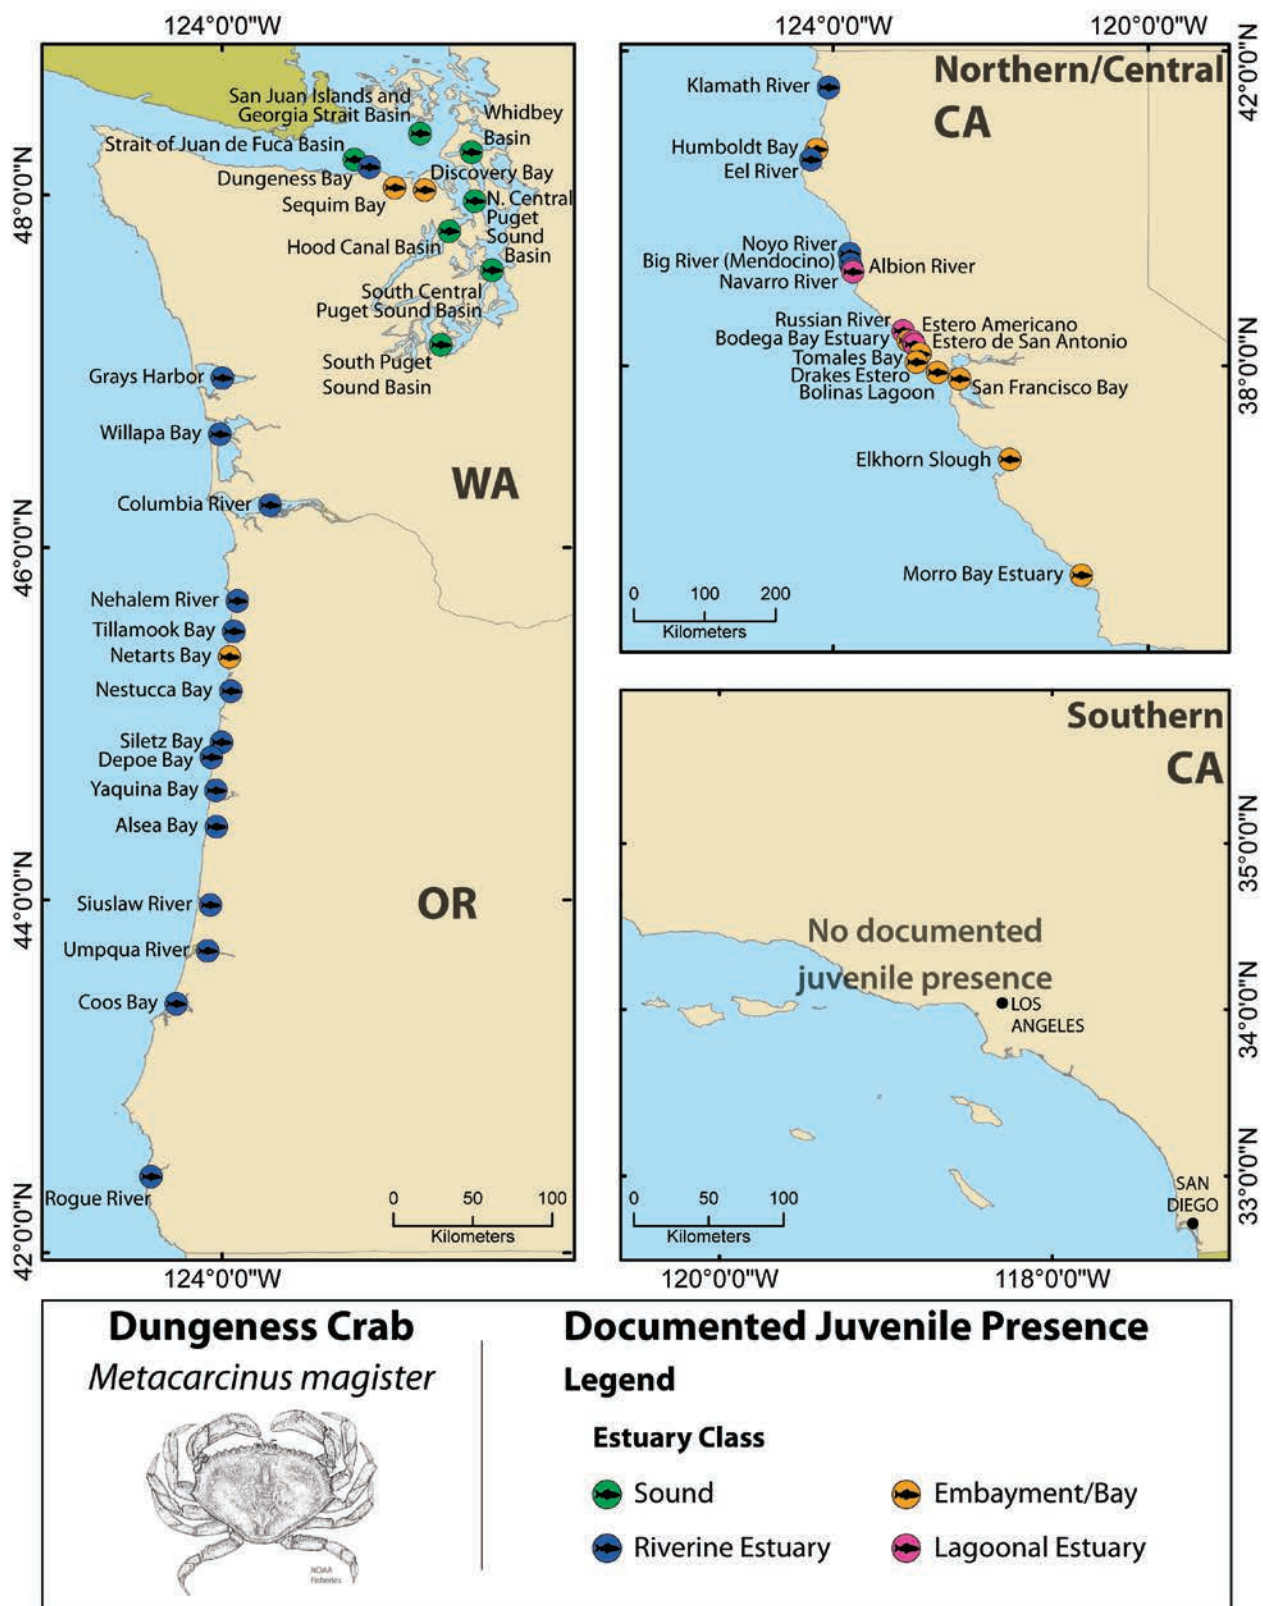 124°0'0"W
San Juan Islands and
Georgia Strait Basin
Whidbey
Basin
Strait of Juan de Fuca Basin
Dungeness Bay
Discovery Bay
Sequim Bay
N. Central
Puget
Sound
Basin
Hood Canal Basin
South Central
Puget Sound Basin
South Puget
Sound Basin
Grays Harbor
Willapa Bay
WA
Columbia River
Nehalem River
Tillamook Bay
Netarts Bay
Nestucca Bay
Siletz Bay
Depoe Bay
Yaquina Bay
Alsea Bay
Siuslaw River
OR
Umpqua River
Coos Bay
Rogue River
0 50 100
Kilometers
48°0'0"N
46°0'0"N
44°0'0"N
42°0'0"N
124°0'0"W
124°0'0"W 120°0'0"W
Northern/Central
CA
Klamath River
Humboldt Bay
Eel River
Noyo River
Big River (Mendocino)
Albion River
Navarro River
Russian River
Estero Americano
Bodega Bay Estuary
Estero de San Antonio
Tomales Bay
Drakes Estero
Bolinas Lagoon
San Francisco Bay
Elkhorn Slough
Morro Bay Estuary
0 100 200
Kilometers
42°0'0"N
38°0'0"N
Southern
CA
No documented
juvenile presence
LOS
ANGELES
SAN
DIEGO
0 50 100
Kilometers
35°0'0"N
34°0'0"N
33°0'0"N
120°0'0"W 118°0'0"W
Dungeness Crab
Metacarcinus magister
NOAA
Fisheries
Documented Juvenile Presence
Legend
Estuary Class
Sound
Embayment/Bay
Riverine Estuary
Lagoonal Estuary